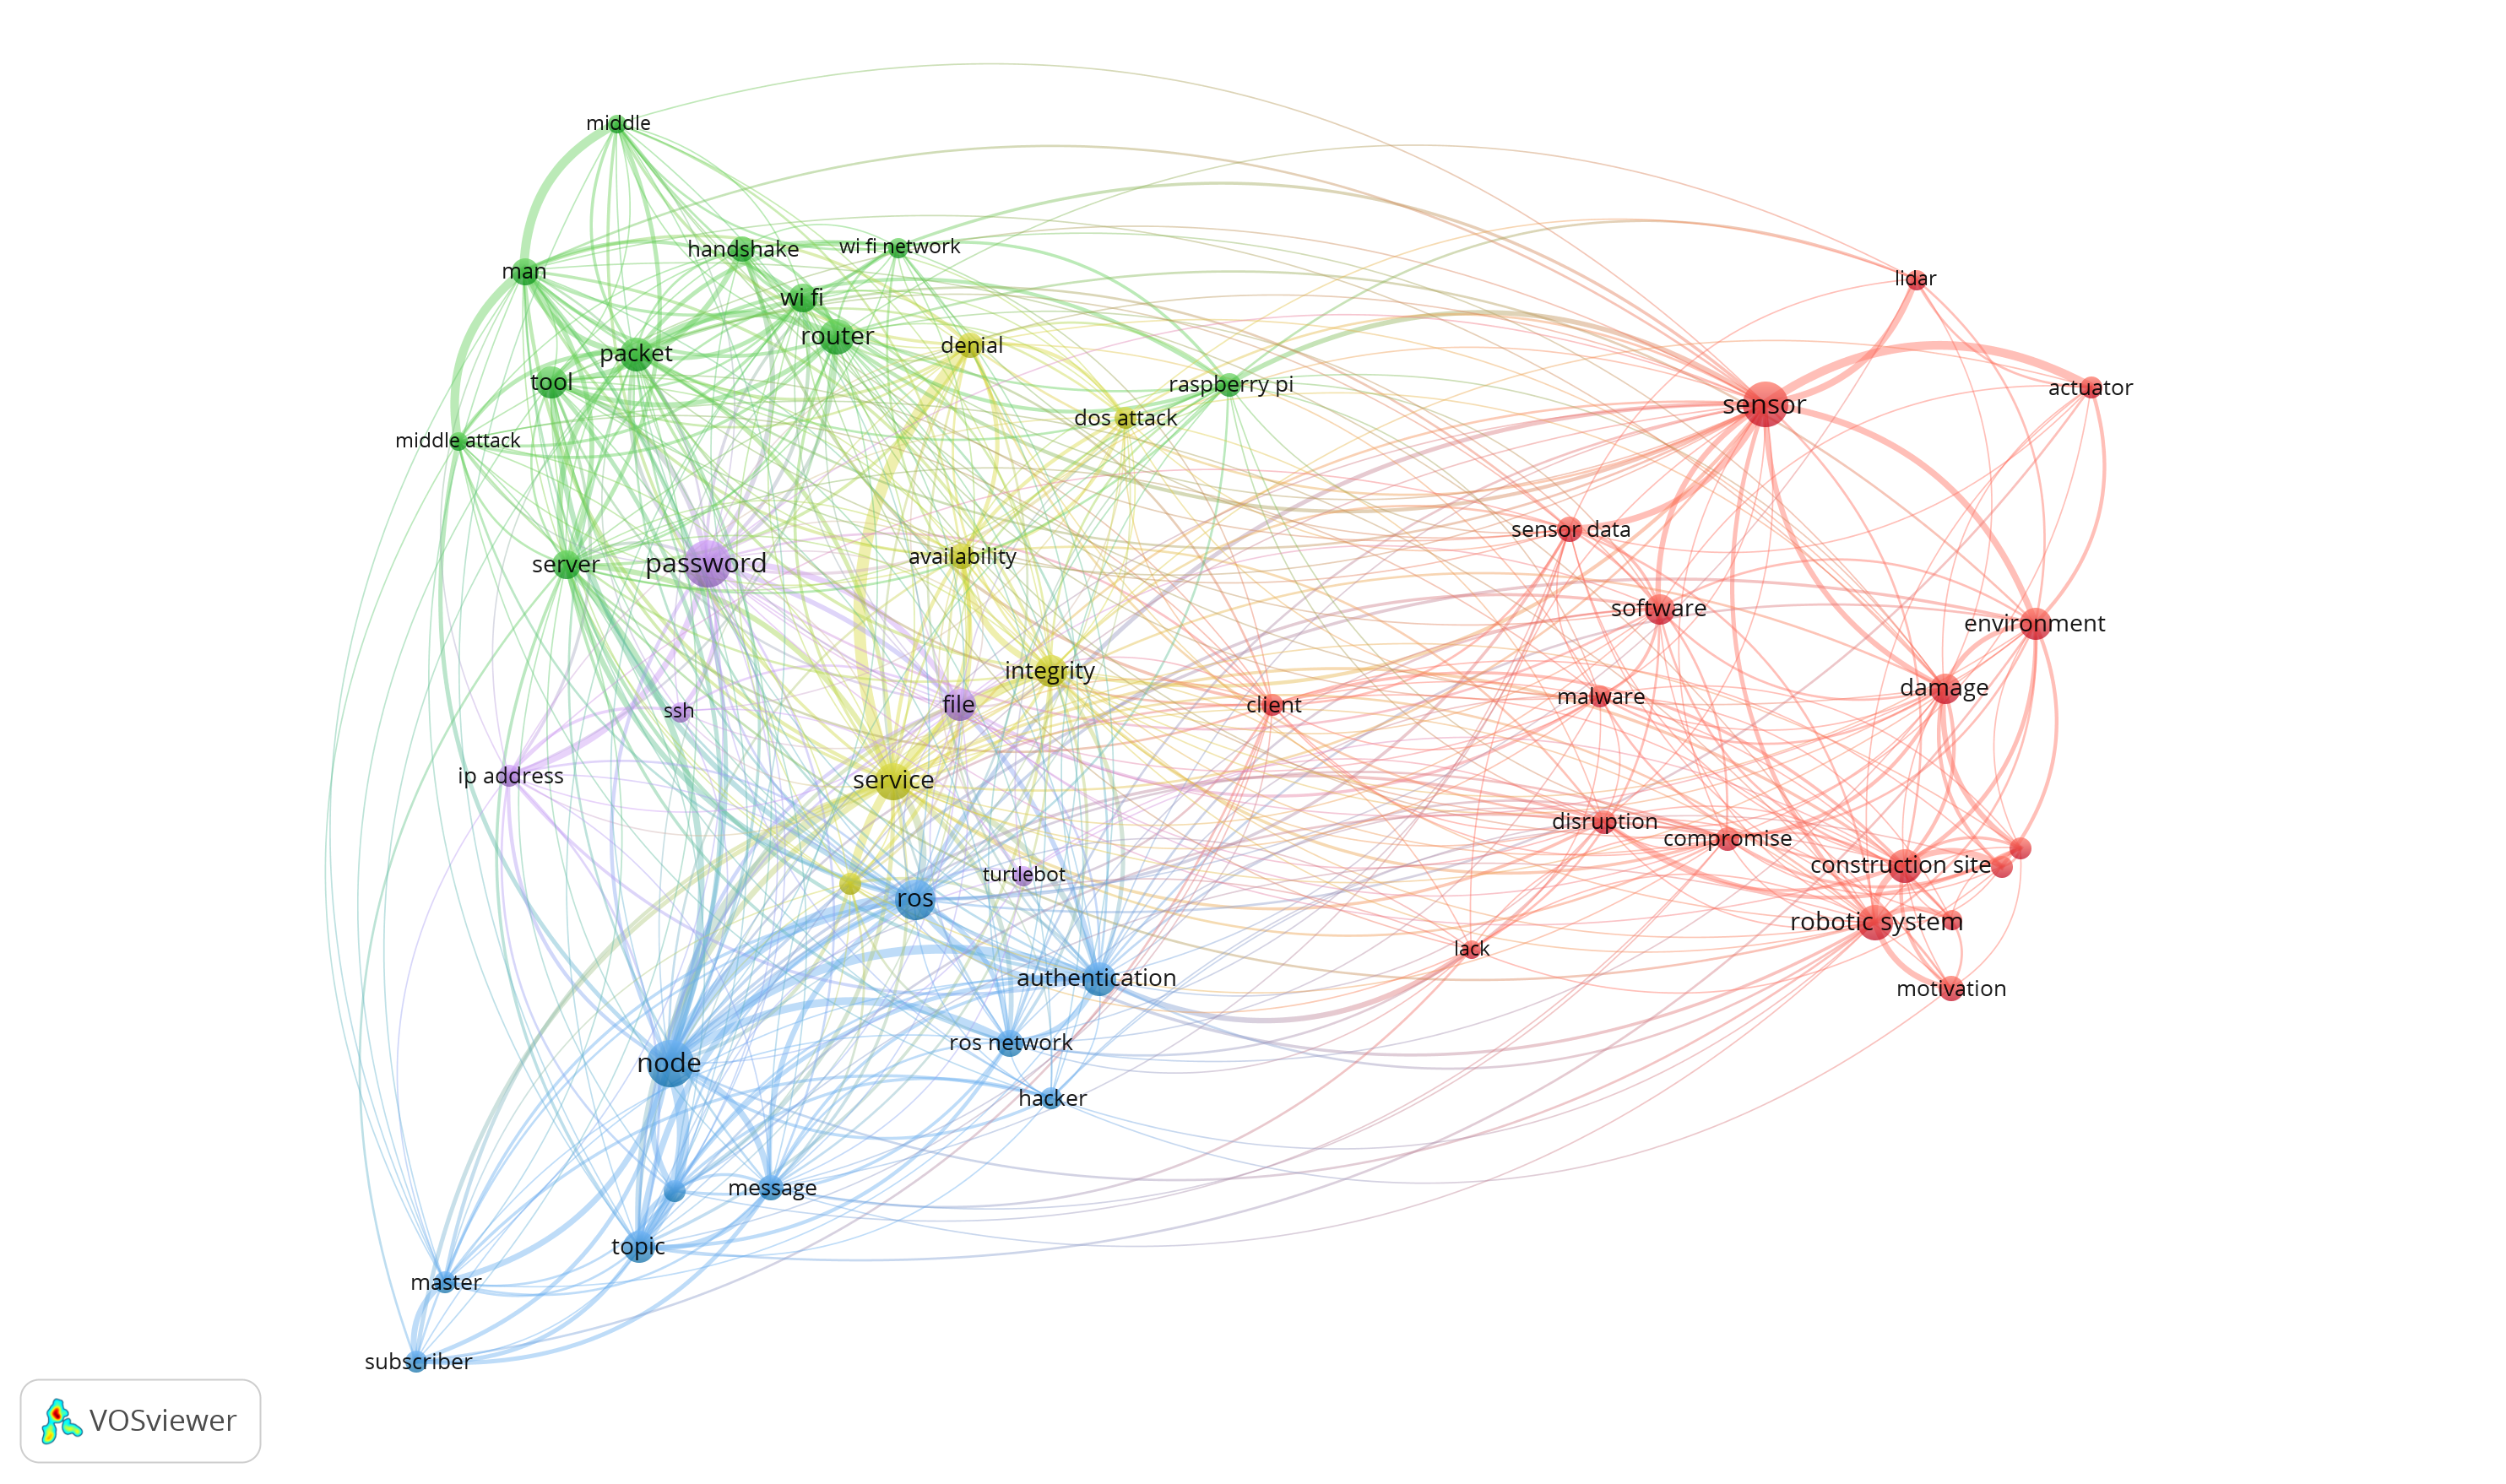 middle
handshake
wi fi network
man
lidar
wi fi
router
denial
packet
tool
raspberry pi
actuator
sensor
dos attack
middle attack
sensor data
availability
password
server
software
environment
integrity
damage
malware
file
client
ssh
ip address
service
disruption
compromise
construction site
turtlebot
ros
robotic system
lack
authentication
motivation
ros network
node
hacker
message
topic
master
subscriber
VOSviewer